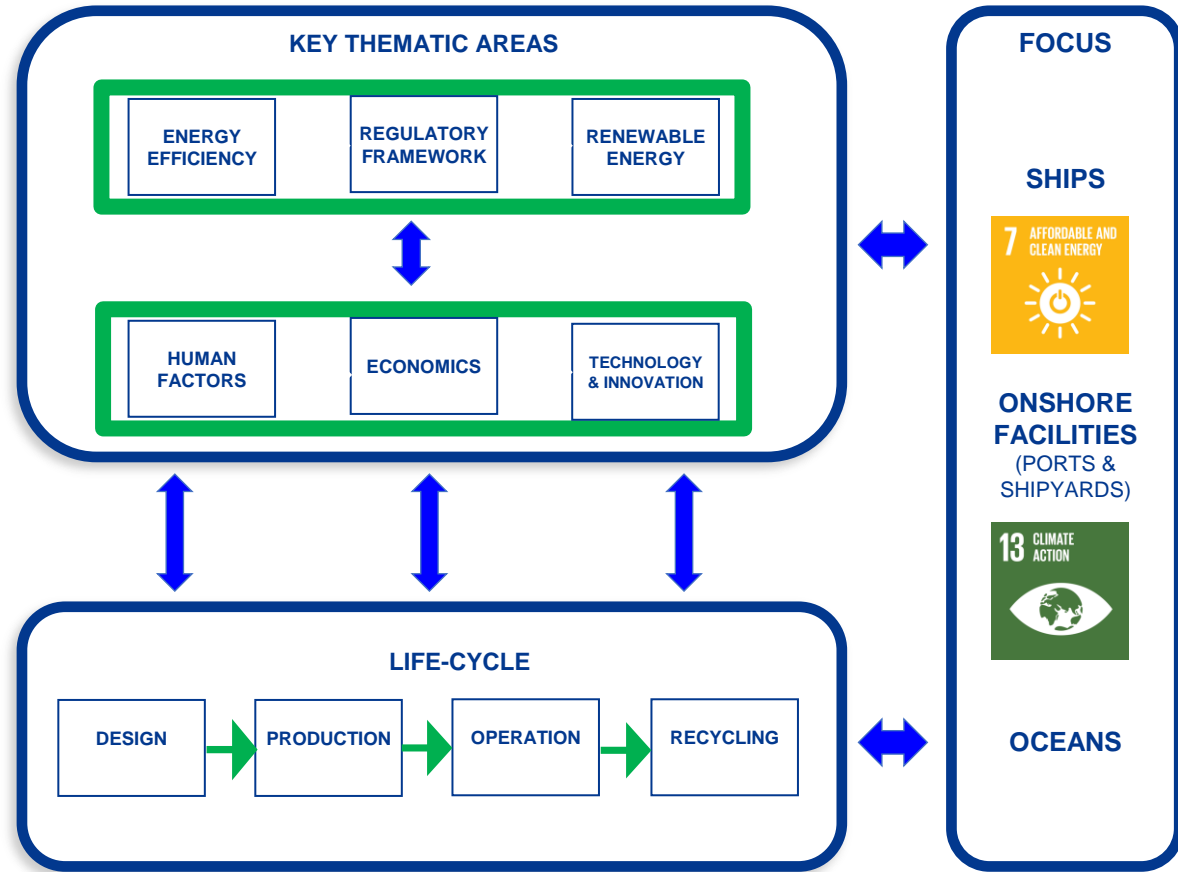 KEY THEMATIC AREAS
ENERGY
EFFICIENCY
REGULATORY
FRAMEWORK
RENEWABLE
ENERGY
HUMAN
FACTORS
ECONOMICS
TECHNOLOGY
& INNOVATION
LIFE-CYCLE
DESIGN
PRODUCTION
OPERATION
RECYCLING
FOCUS
SHIPS
7 AFFORDABLE AND
CLEAN ENERGY
ONSHORE
FACILITIES
(PORTS &
SHIPYARDS)
13 CLIMATE
ACTION
OCEANS